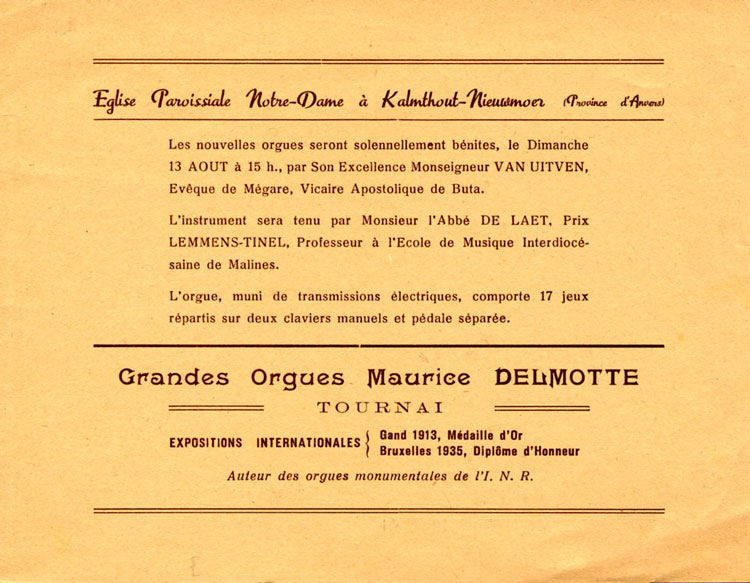 Eglise Paroissiale Notre-Dame à Kalmthout-Nieuwmoer (Province d'Anvers)
Les nouvelles orgues seront solennellement bénites, le Dimanche
13 AOUT à 15 h., par Son Excellence Monseigneur VAN UITVEN,
Evêque de Mégare, Vicaire Apostolique de Buta.
L'instrument sera tenu par Monsieur l'Abbé DE LAET, Prix
LEMMENS-TINEL, Professeur à l'Ecole de Musique Interdiocé-
saine de Malines.
L'orgue, muni de transmissions électriques, comporte 17 jeux
répartis sur deux claviers manuels et pédale séparée.
Grandes Orgues Maurice DELMOTTE
TOURNAI
EXPOSITIONS INTERNATIONALES { Gand 1913, Médaille d'Or
Bruxelles 1935, Diplôme d'Honneur
Auteur des orgues monumentales de l'I. N. R.